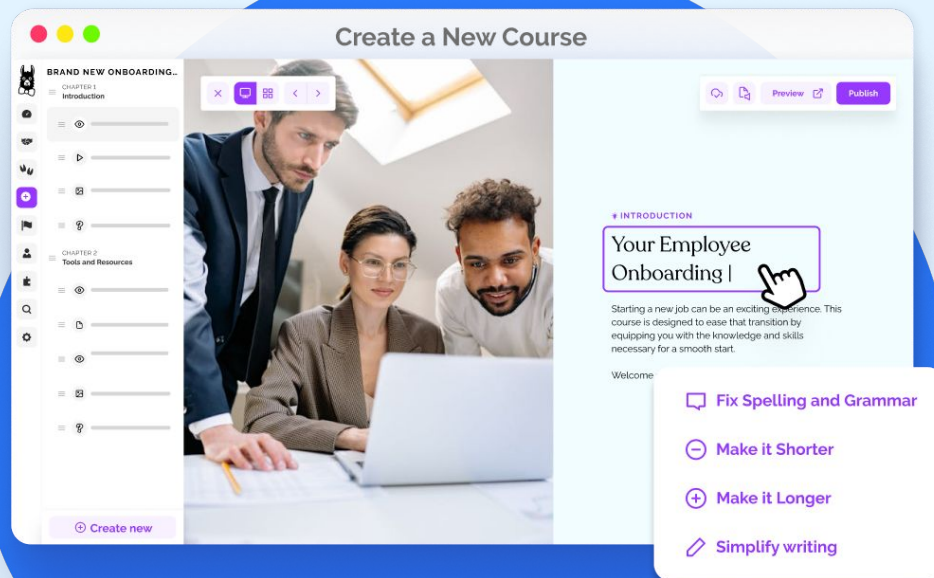 Create a New Course
BRAND NEW ONBOARDING...
CHAPTER 1
Introduction
CHAPTER 2
Tools and Resources
Create new
Preview
Publish
INTRODUCTION
Your Employee
Onboarding |
Starting a new job can be an exciting experience. This
course is designed to ease that transition by
equipping you with the knowledge and skills
necessary for a smooth start.
Welcome
Fix Spelling and Grammar
Make it Shorter
Make it Longer
Simplify writing